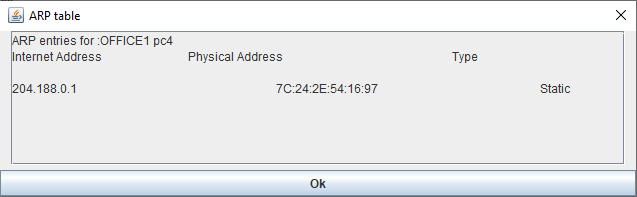 ARP table
ARP entries for :OFFICE1 pc4
Internet Address Physical Address Type
204.188.0.1 7C:24:2E:54:16:97 Static
Ok